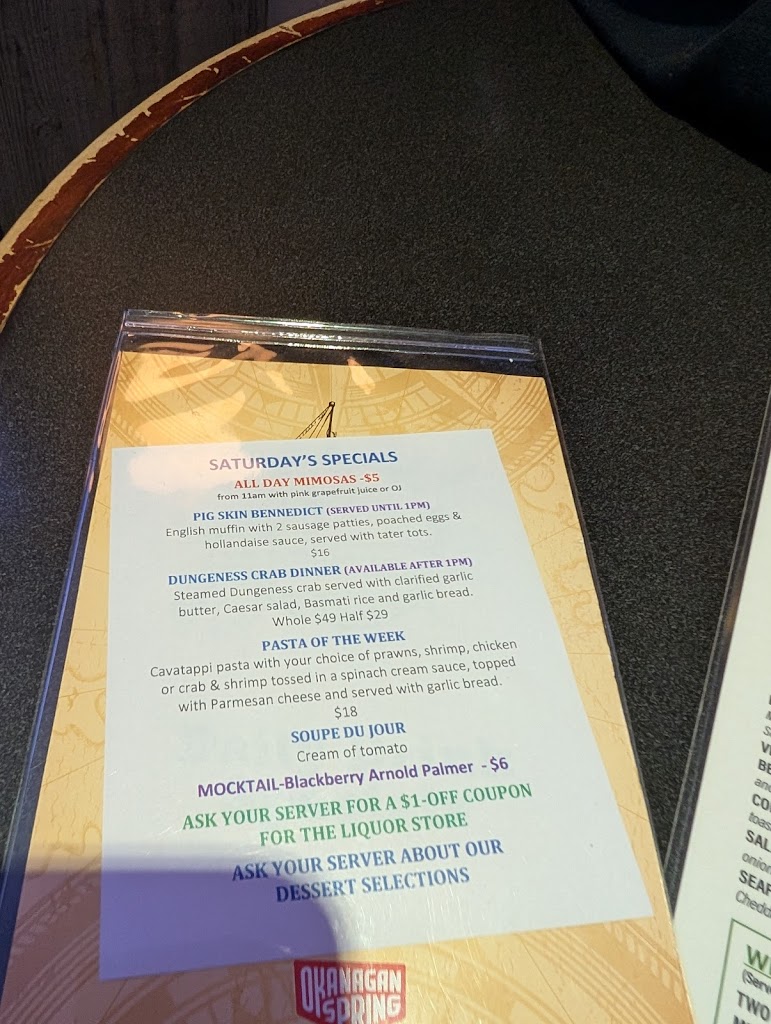 SATURDAY'S SPECIALS
ALL DAY MIMOSAS -$5
from 11am with pink grapefruit juice or OJ
PIG SKIN BENNEDICT (SERVED UNTIL 1PM)
English muffin with 2 sausage patties, poached eggs &
hollandaise sauce, served with tater tots.
$16
DUNGENESS CRAB DINNER (AVAILABLE AFTER 1PM)
Steamed Dungeness crab served with clarified garlic
butter, Caesar salad, Basmati rice and garlic bread.
Whole $49 Half $29
PASTA OF THE WEEK
Cavatappi pasta with your choice of prawns, shrimp, chicken
or crab & shrimp tossed in a spinach cream sauce, topped
with Parmesan cheese and served with garlic bread.
$18
SOUPE DU JOUR
Cream of tomato
MOCKTAIL-Blackberry Arnold Palmer - $6
ASK YOUR SERVER FOR A $1-OFF COUPON
FOR THE LIQUOR STORE
ASK YOUR SERVER ABOUT OUR
DESSERT SELECTIONS
OKANAGAN
SPRING
TWO